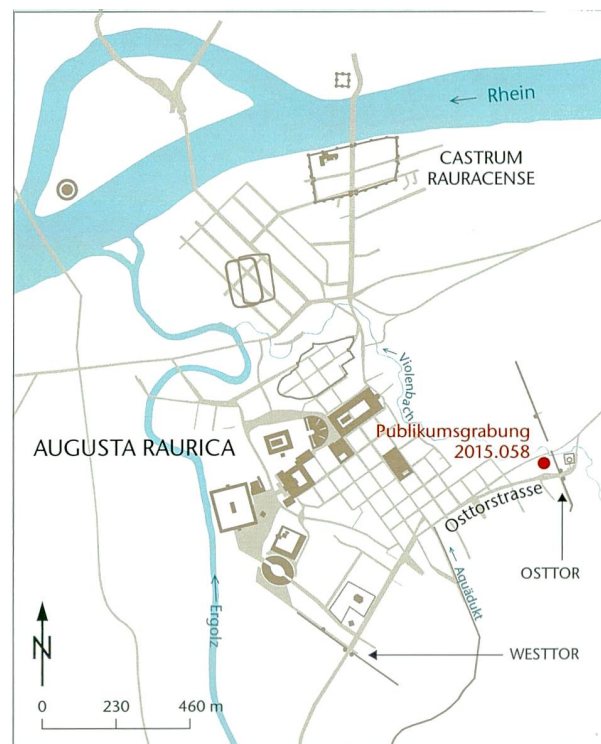 Rhein
CASTRUM
RAURACENSE
Violenbach
AUGUSTA RAURICA
Publikumsgrabung
2015.058
Osttorstrasse
OSTTOR
Aquädukt
Ergolz
WESTTOR
N
0 230 460 m